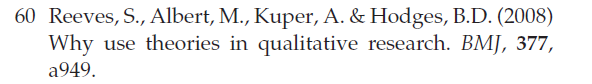 60 Reeves, S., Albert, M., Kuper, A. & Hodges, B.D. (2008)
Why use theories in qualitative research. BMJ, 377,
a949.